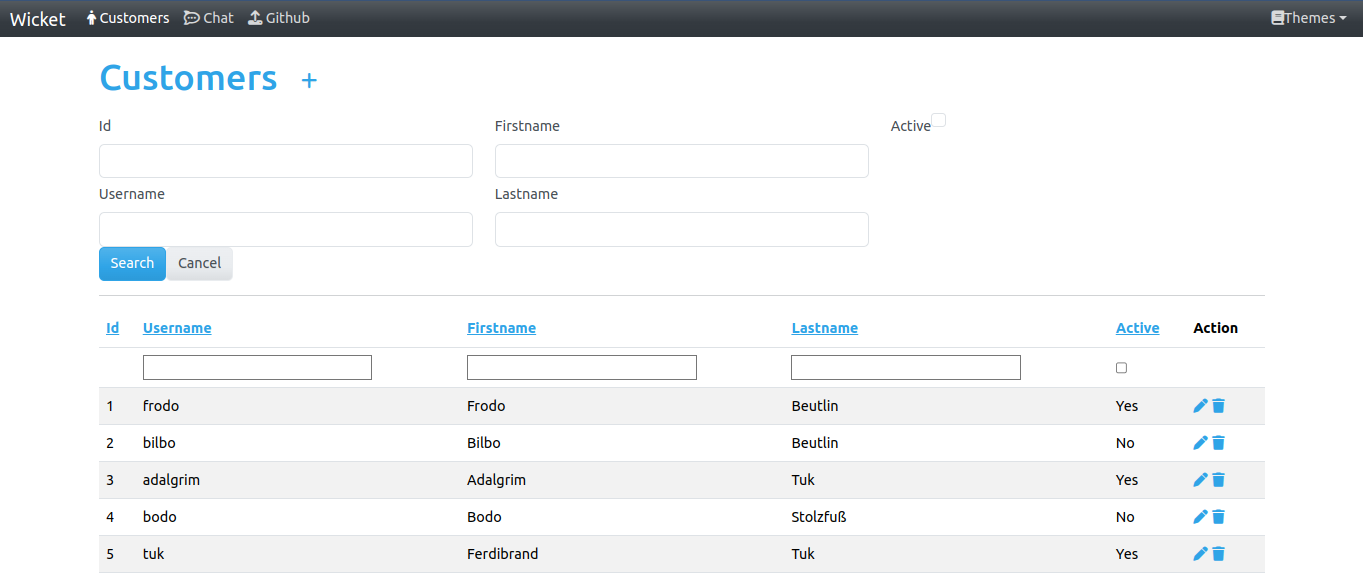 Wicket Customers Chat Github Themes
Customers +
Id Firstname Active
Username Lastname
Search Cancel
Id Username Firstname Lastname Active Action
1 frodo Frodo Beutlin Yes
2 bilbo Bilbo Beutlin No
3 adalgrim Adalgrim Tuk Yes
4 bodo Bodo Stolzfuß No
5 tuk Ferdibrand Tuk Yes